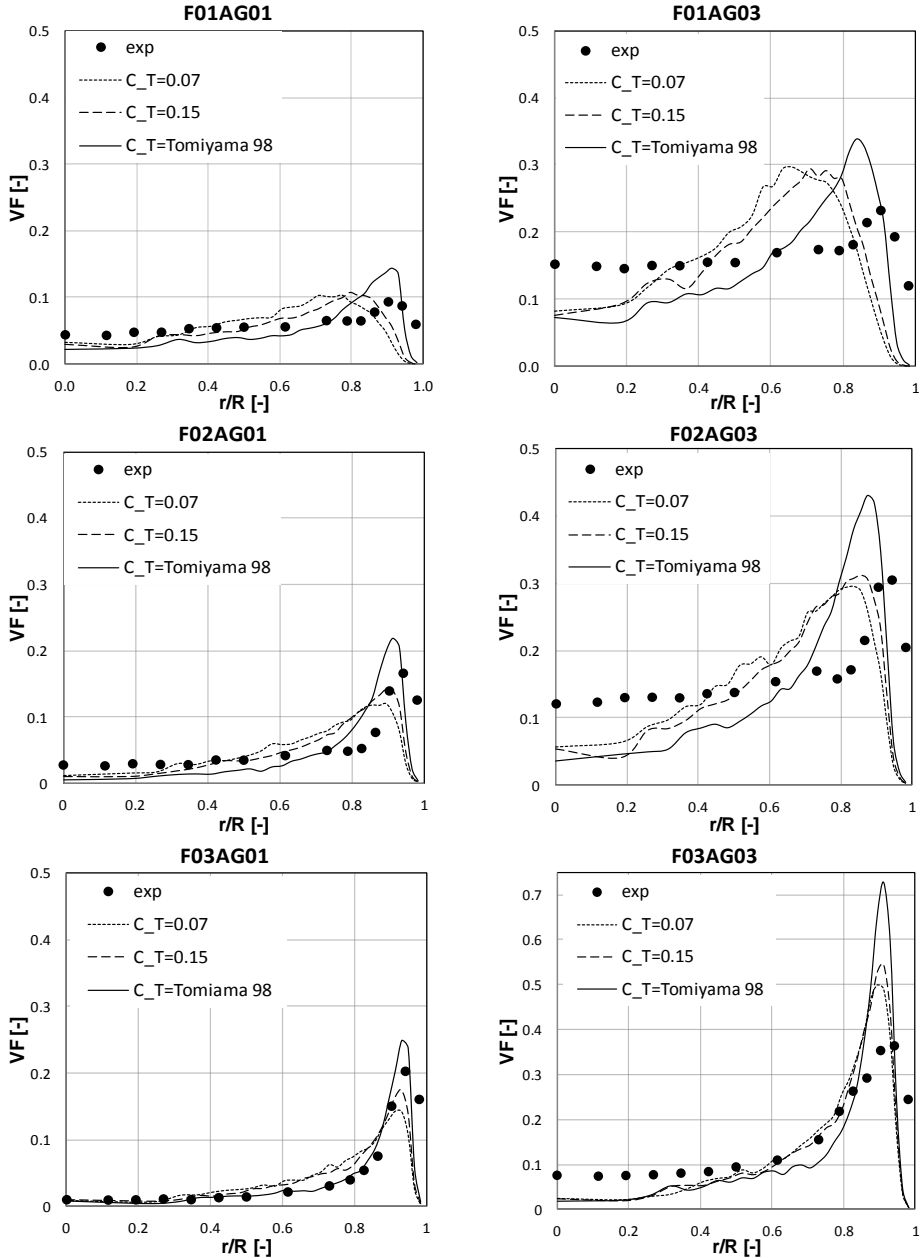 F01AG01
0.5
0.4
0.3
0.2
0.1
0.0
VF [-]
exp
C_T=0.07
C_T=0.15
C_T=Tomiyama 98
0.0 0.2 0.4 0.6 0.8 1.0
r/R [-]
F01AG03
0.5
0.4
0.3
0.2
0.1
0.0
VF [-]
exp
C_T=0.07
C_T=0.15
C_T=Tomiyama 98
0 0.2 0.4 0.6 0.8 1
r/R [-]
F02AG01
0.5
0.4
0.3
0.2
0.1
0
VF [-]
exp
C_T=0.07
C_T=0.15
C_T=Tomiyama 98
0 0.2 0.4 0.6 0.8 1
r/R [-]
F02AG03
0.5
0.4
0.3
0.2
0.1
0
VF [-]
exp
C_T=0.07
C_T=0.15
C_T=Tomiyama 98
0 0.2 0.4 0.6 0.8 1
r/R [-]
F03AG01
0.5
0.4
0.3
0.2
0.1
0
VF [-]
exp
C_T=0.07
C_T=0.15
C_T=Tomiama 98
0 0.2 0.4 0.6 0.8 1
r/R [-]
F03AG03
0.7
0.6
0.5
0.4
0.3
0.2
0.1
0
VF [-]
exp
C_T=0.07
C_T=0.15
C_T=Tomiyama 98
0 0.2 0.4 0.6 0.8 1
r/R [-]